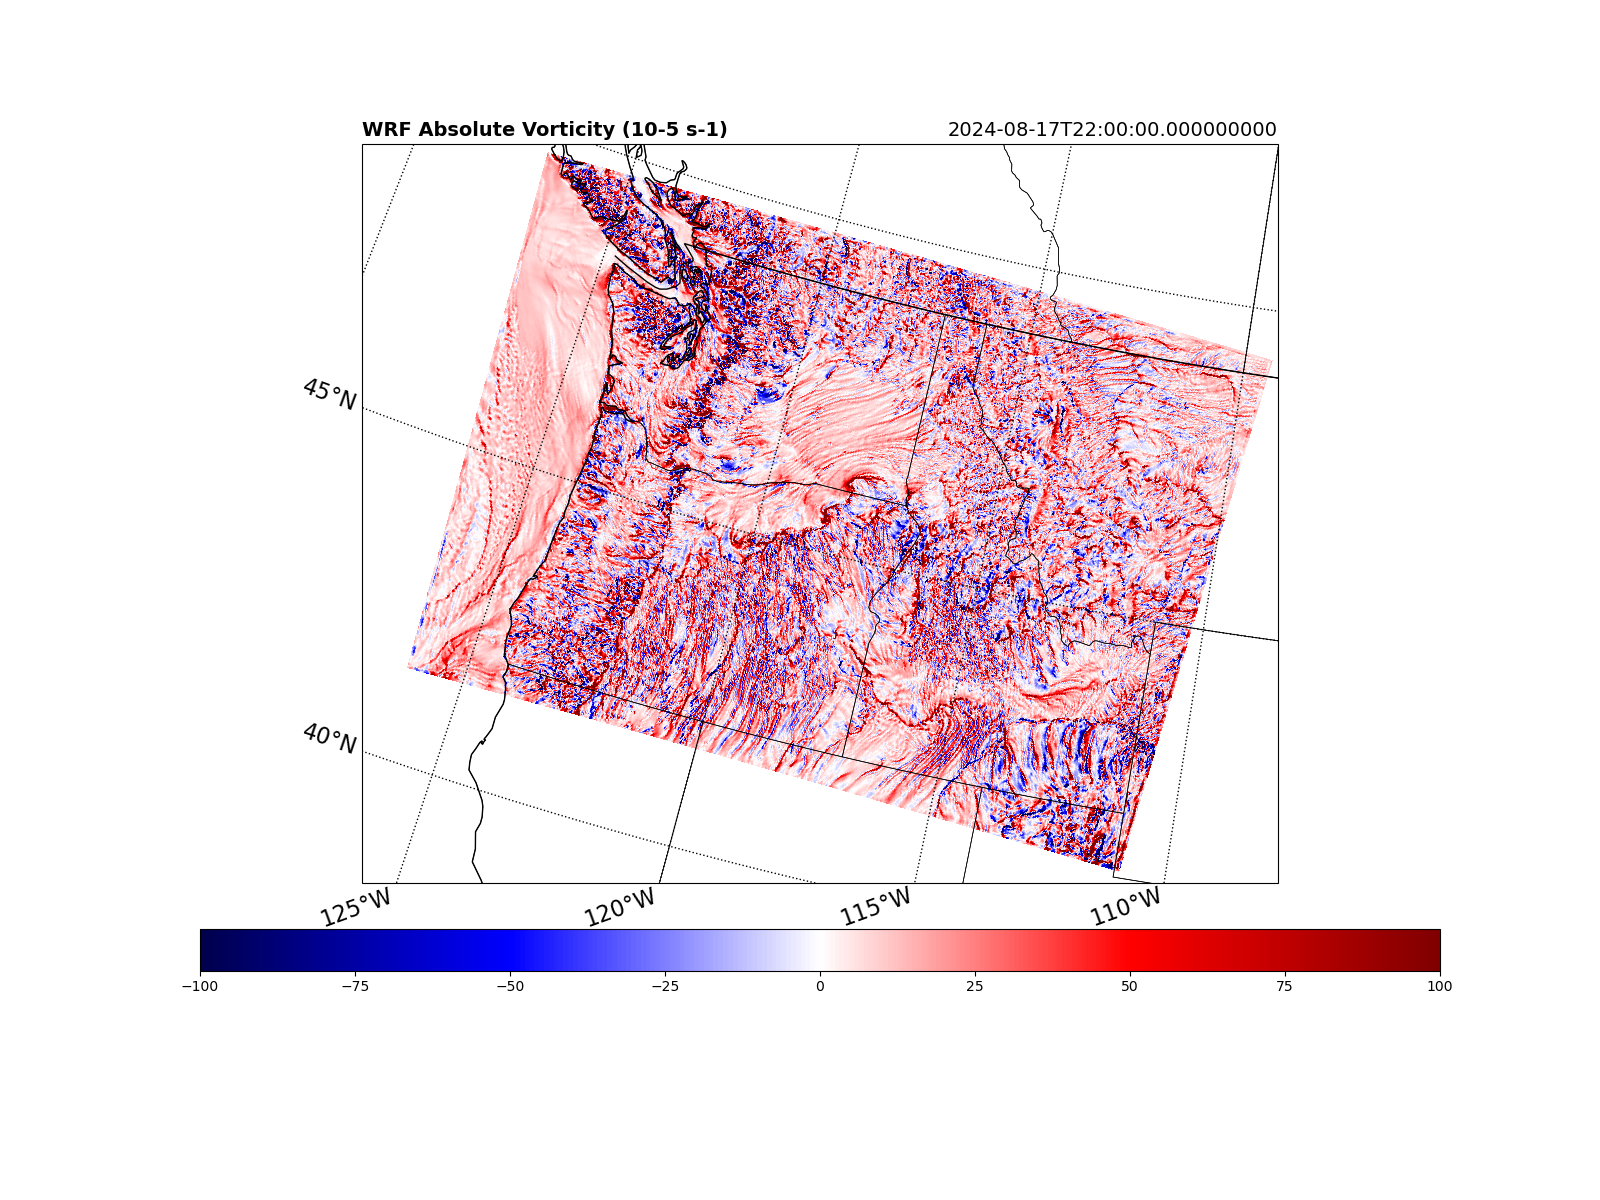 WRF Absolute Vorticity (10-5 s-1) 2024-08-17T22:00:00.000000000
45°N
40°N
125°W 120°W 115°W 110°W
−100 −75 −50 −25 0 25 50 75 100